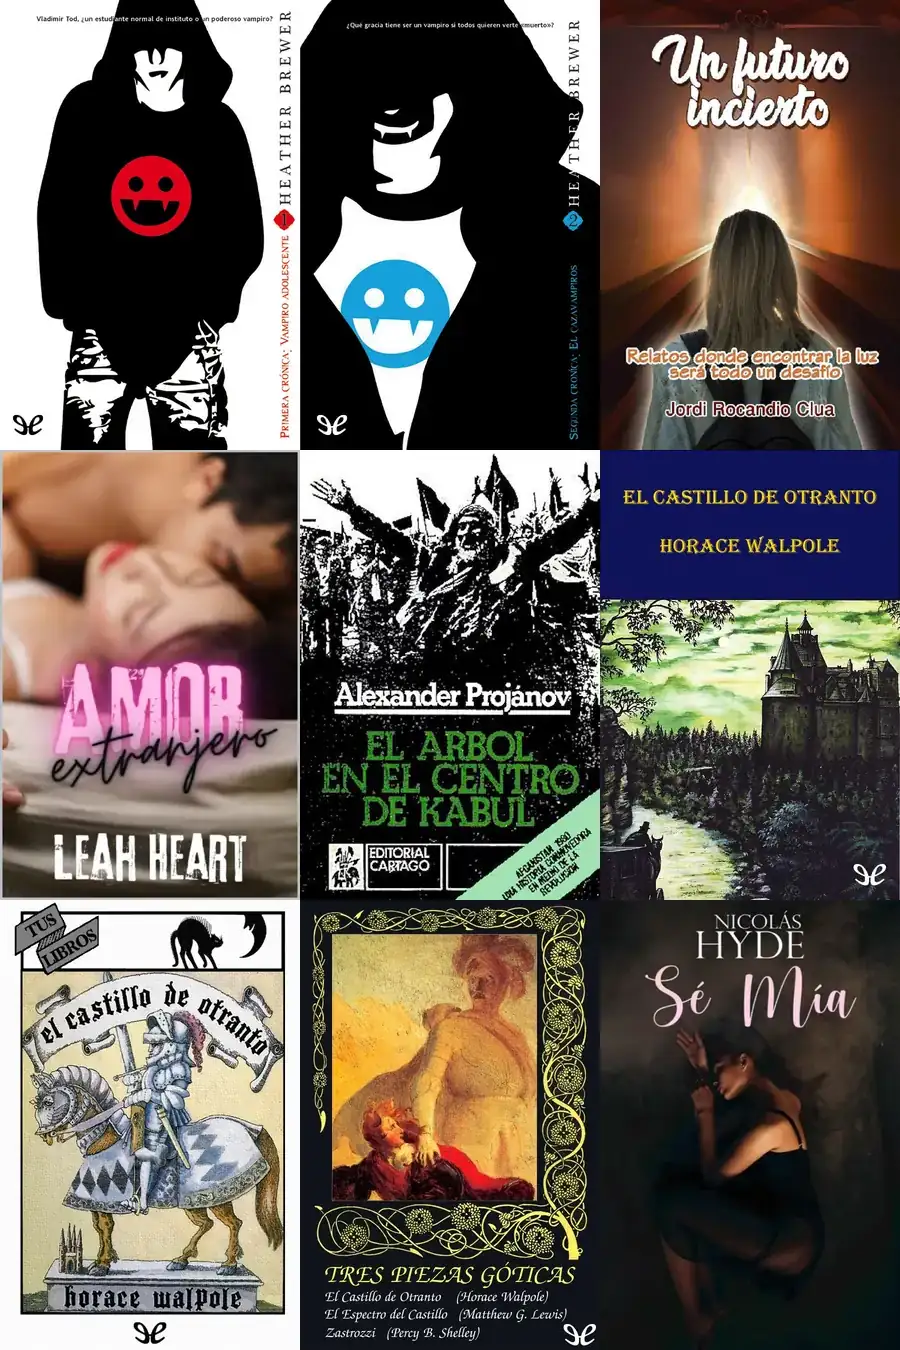 Vladimir Tod, ¿un estudiante normal de instituto o un poderoso vampiro?
HEATHER BREWER
1
PRIMERA CRÓNICA: VAMPIRO ADOLESCENTE
¿Qué gracia tiene ser un vampiro si todos quieren verte «muerto»?
HEATHER BREWER
2
SEGUNDA CRÓNICA: EL CAZAVAMPIROS
Un futuro
incierto
Relatos donde encontrar la luz
será todo un desafío
Jordi Rocandio Clua
AMOR
extranjero
LEAH HEART
Alexander Projánov
EL ARBOL
EN EL CENTRO
DE KABUL
EDITORIAL
CARTAGO
AFGANISTAN 1980
UNA HISTORIA CONMOVEDORA
EN MEDIO DE LA
REVOLUCION
EL CASTILLO DE OTRANTO
HORACE WALPOLE
TUS
LIBROS
el castillo de otranto
horace walpole
TRES PIEZAS GÓTICAS
El Castillo de Otranto (Horace Walpole)
El Espectro del Castillo (Matthew G. Lewis)
Zastrozzi (Percy B. Shelley)
NICOLÁS
HYDE
Sé Mía